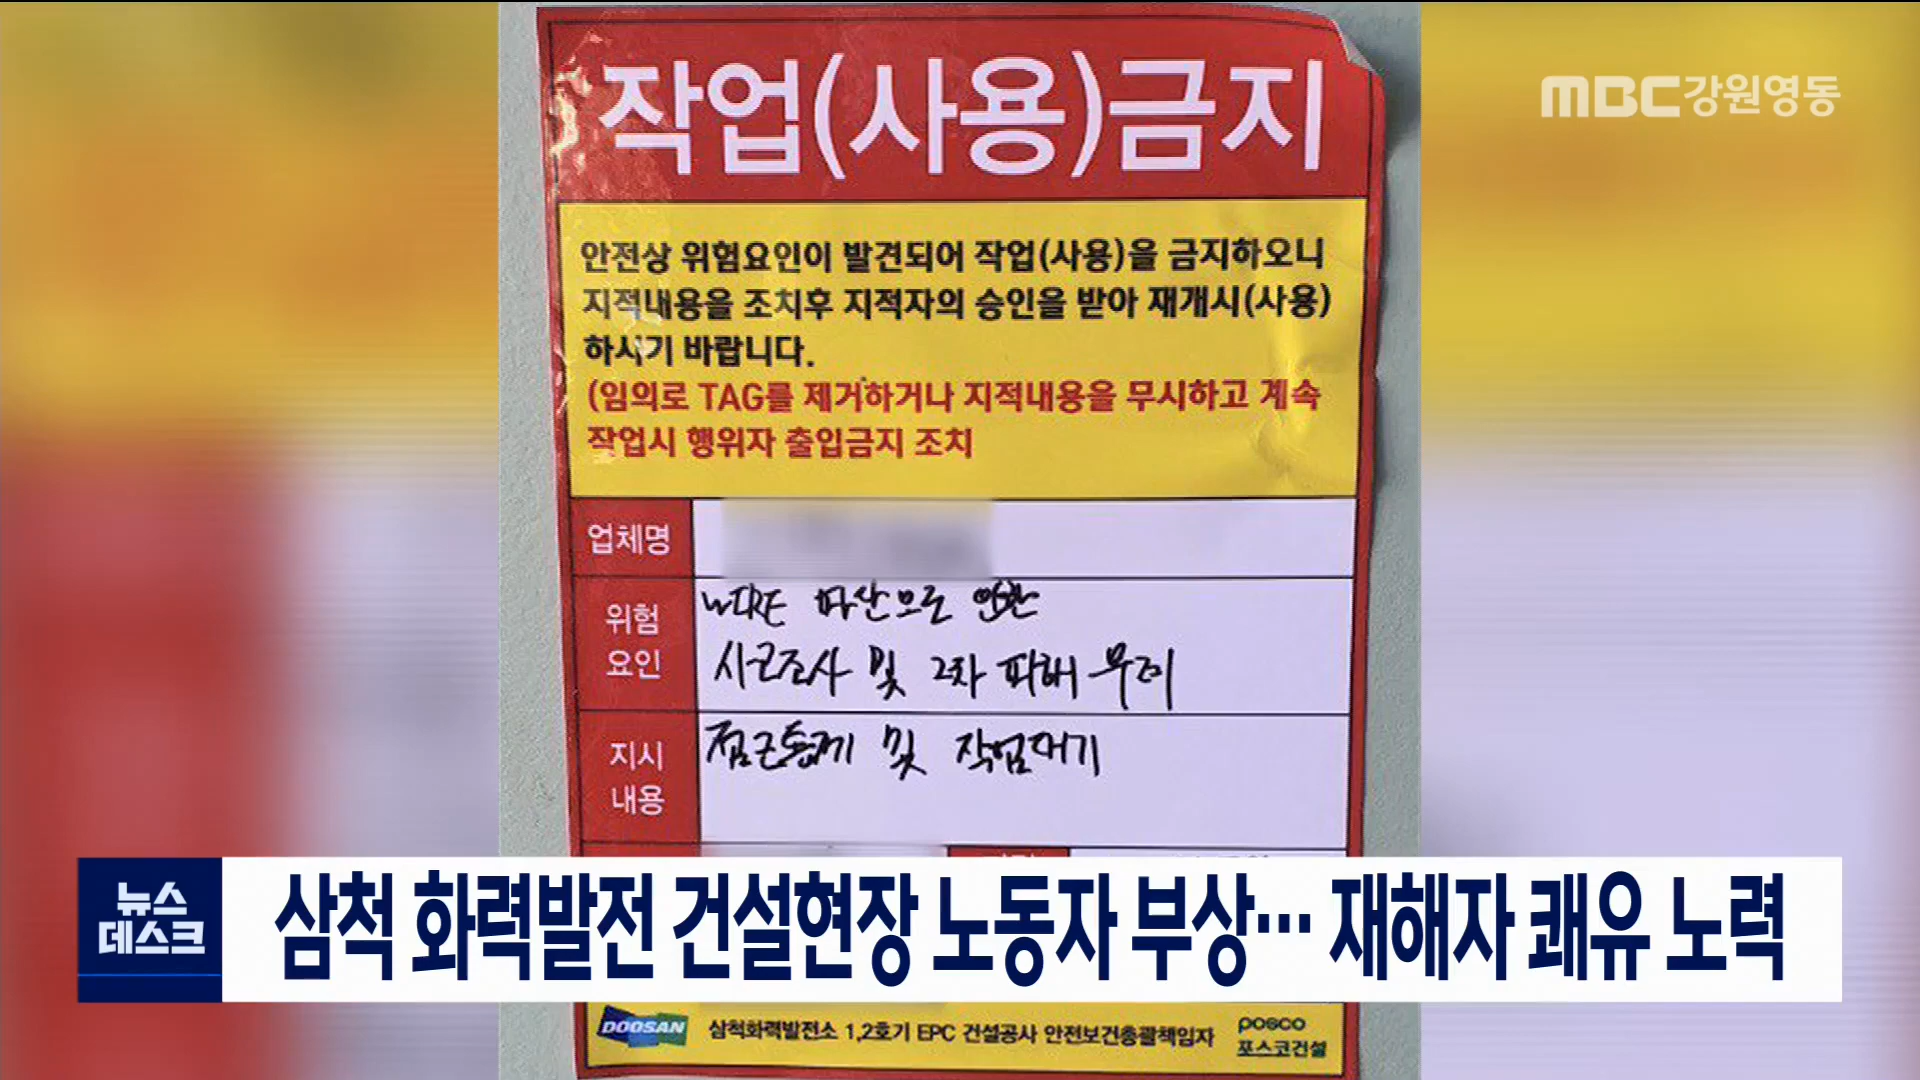 작업(사용)금지
MBC강원영동
안전상 위험요인이 발견되어 작업(사용)을 금지하오니
지적내용을 조치후 지적자의 승인을 받아 재개시(사용)
하시기 바랍니다.
(임의로 TAG를 제거하거나 지적내용을 무시하고 계속
작업시 행위자 출입금지 조치
업체명
위험
요인
WIRE 파산으로 인한
시근조사 및 2차 피해 우려
지시
내용
접근통제 및 작업대기
뉴스
데스크
삼척 화력발전 건설현장 노동자 부상… 재해자 쾌유 노력
DOOSAN
삼척화력발전소 1,2호기 EPC 건설공사 안전보건총괄책임자
posco
포스코건설